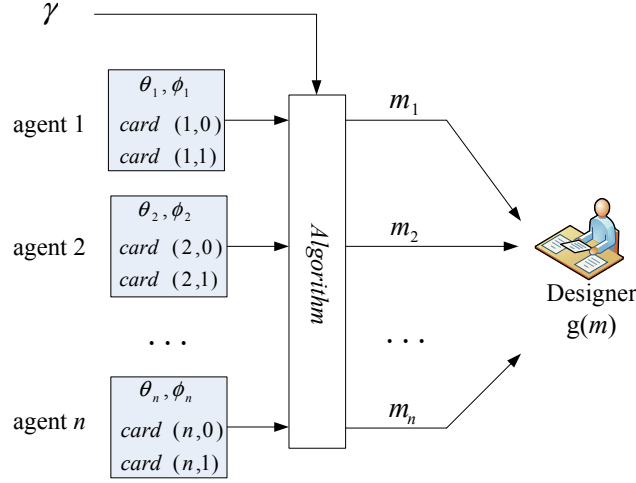 γ
θ₁, ϕ₁
agent 1
card (1,0)
card (1,1)
m₁
θ₂, ϕ₂
agent 2
card (2,0)
card (2,1)
Algorithm
m₂
Designer
g(m)
. . .
. . .
θₙ, ϕₙ
agent n
card (n,0)
card (n,1)
mₙ